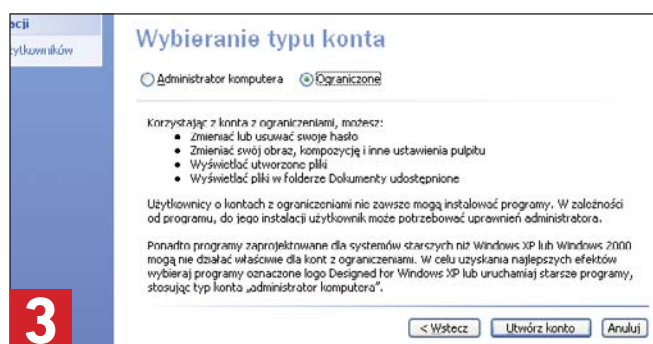 acji
żytkowników
Wybieranie typu konta
Administrator komputera Ograniczone
Korzystając z konta z ograniczeniami, możesz:
• Zmieniać lub usuwać swoje hasło
• Zmieniać swój obraz, kompozycję i inne ustawienia pulpitu
• Wyświetlać utworzone pliki
• Wyświetlać pliki w folderze Dokumenty udostępnione
Użytkownicy o kontach z ograniczeniami nie zawsze mogą instalować programy. W zależności
od programu, do jego instalacji użytkownik może potrzebować uprawnień administratora.
Ponadto programy zaprojektowane dla systemów starszych niż Windows XP lub Windows 2000
mogą nie działać właściwie dla kont z ograniczeniami. W celu uzyskania najlepszych efektów
wybieraj programy oznaczone logo Designed for Windows XP lub uruchamiaj starsze programy,
stosując typ konta „administrator komputera".
3
< Wstecz Utwórz konto Anuluj